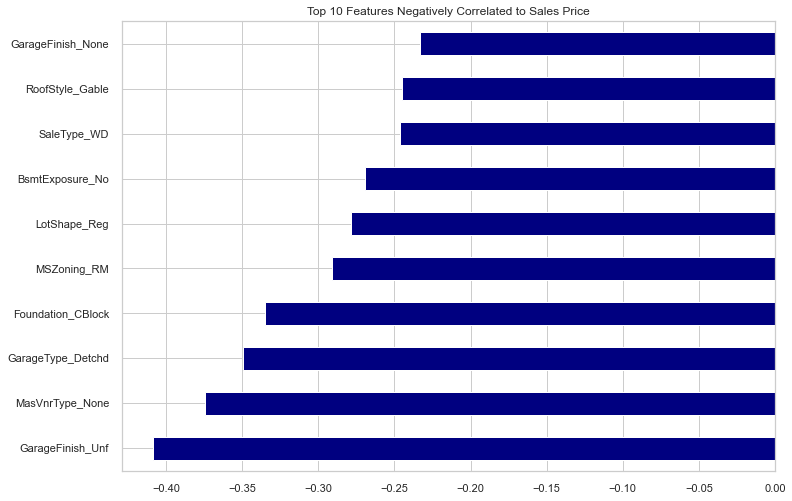 Top 10 Features Negatively Correlated to Sales Price
GarageFinish_None
RoofStyle_Gable
SaleType_WD
BsmtExposure_No
LotShape_Reg
MSZoning_RM
Foundation_CBlock
GarageType_Detchd
MasVnrType_None
GarageFinish_Unf
−0.40 −0.35 −0.30 −0.25 −0.20 −0.15 −0.10 −0.05 0.00